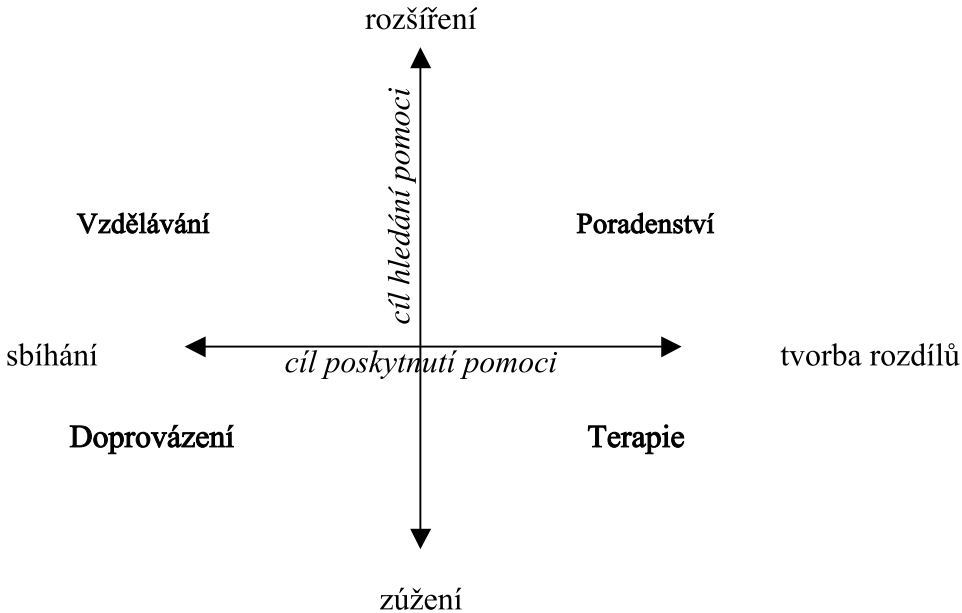 rozšíření
cíl hledání pomoci
Vzdělávání
Poradenství
sbíhání
cíl poskytnutí pomoci
tvorba rozdílů
Doprovázení
Terapie
zúžení